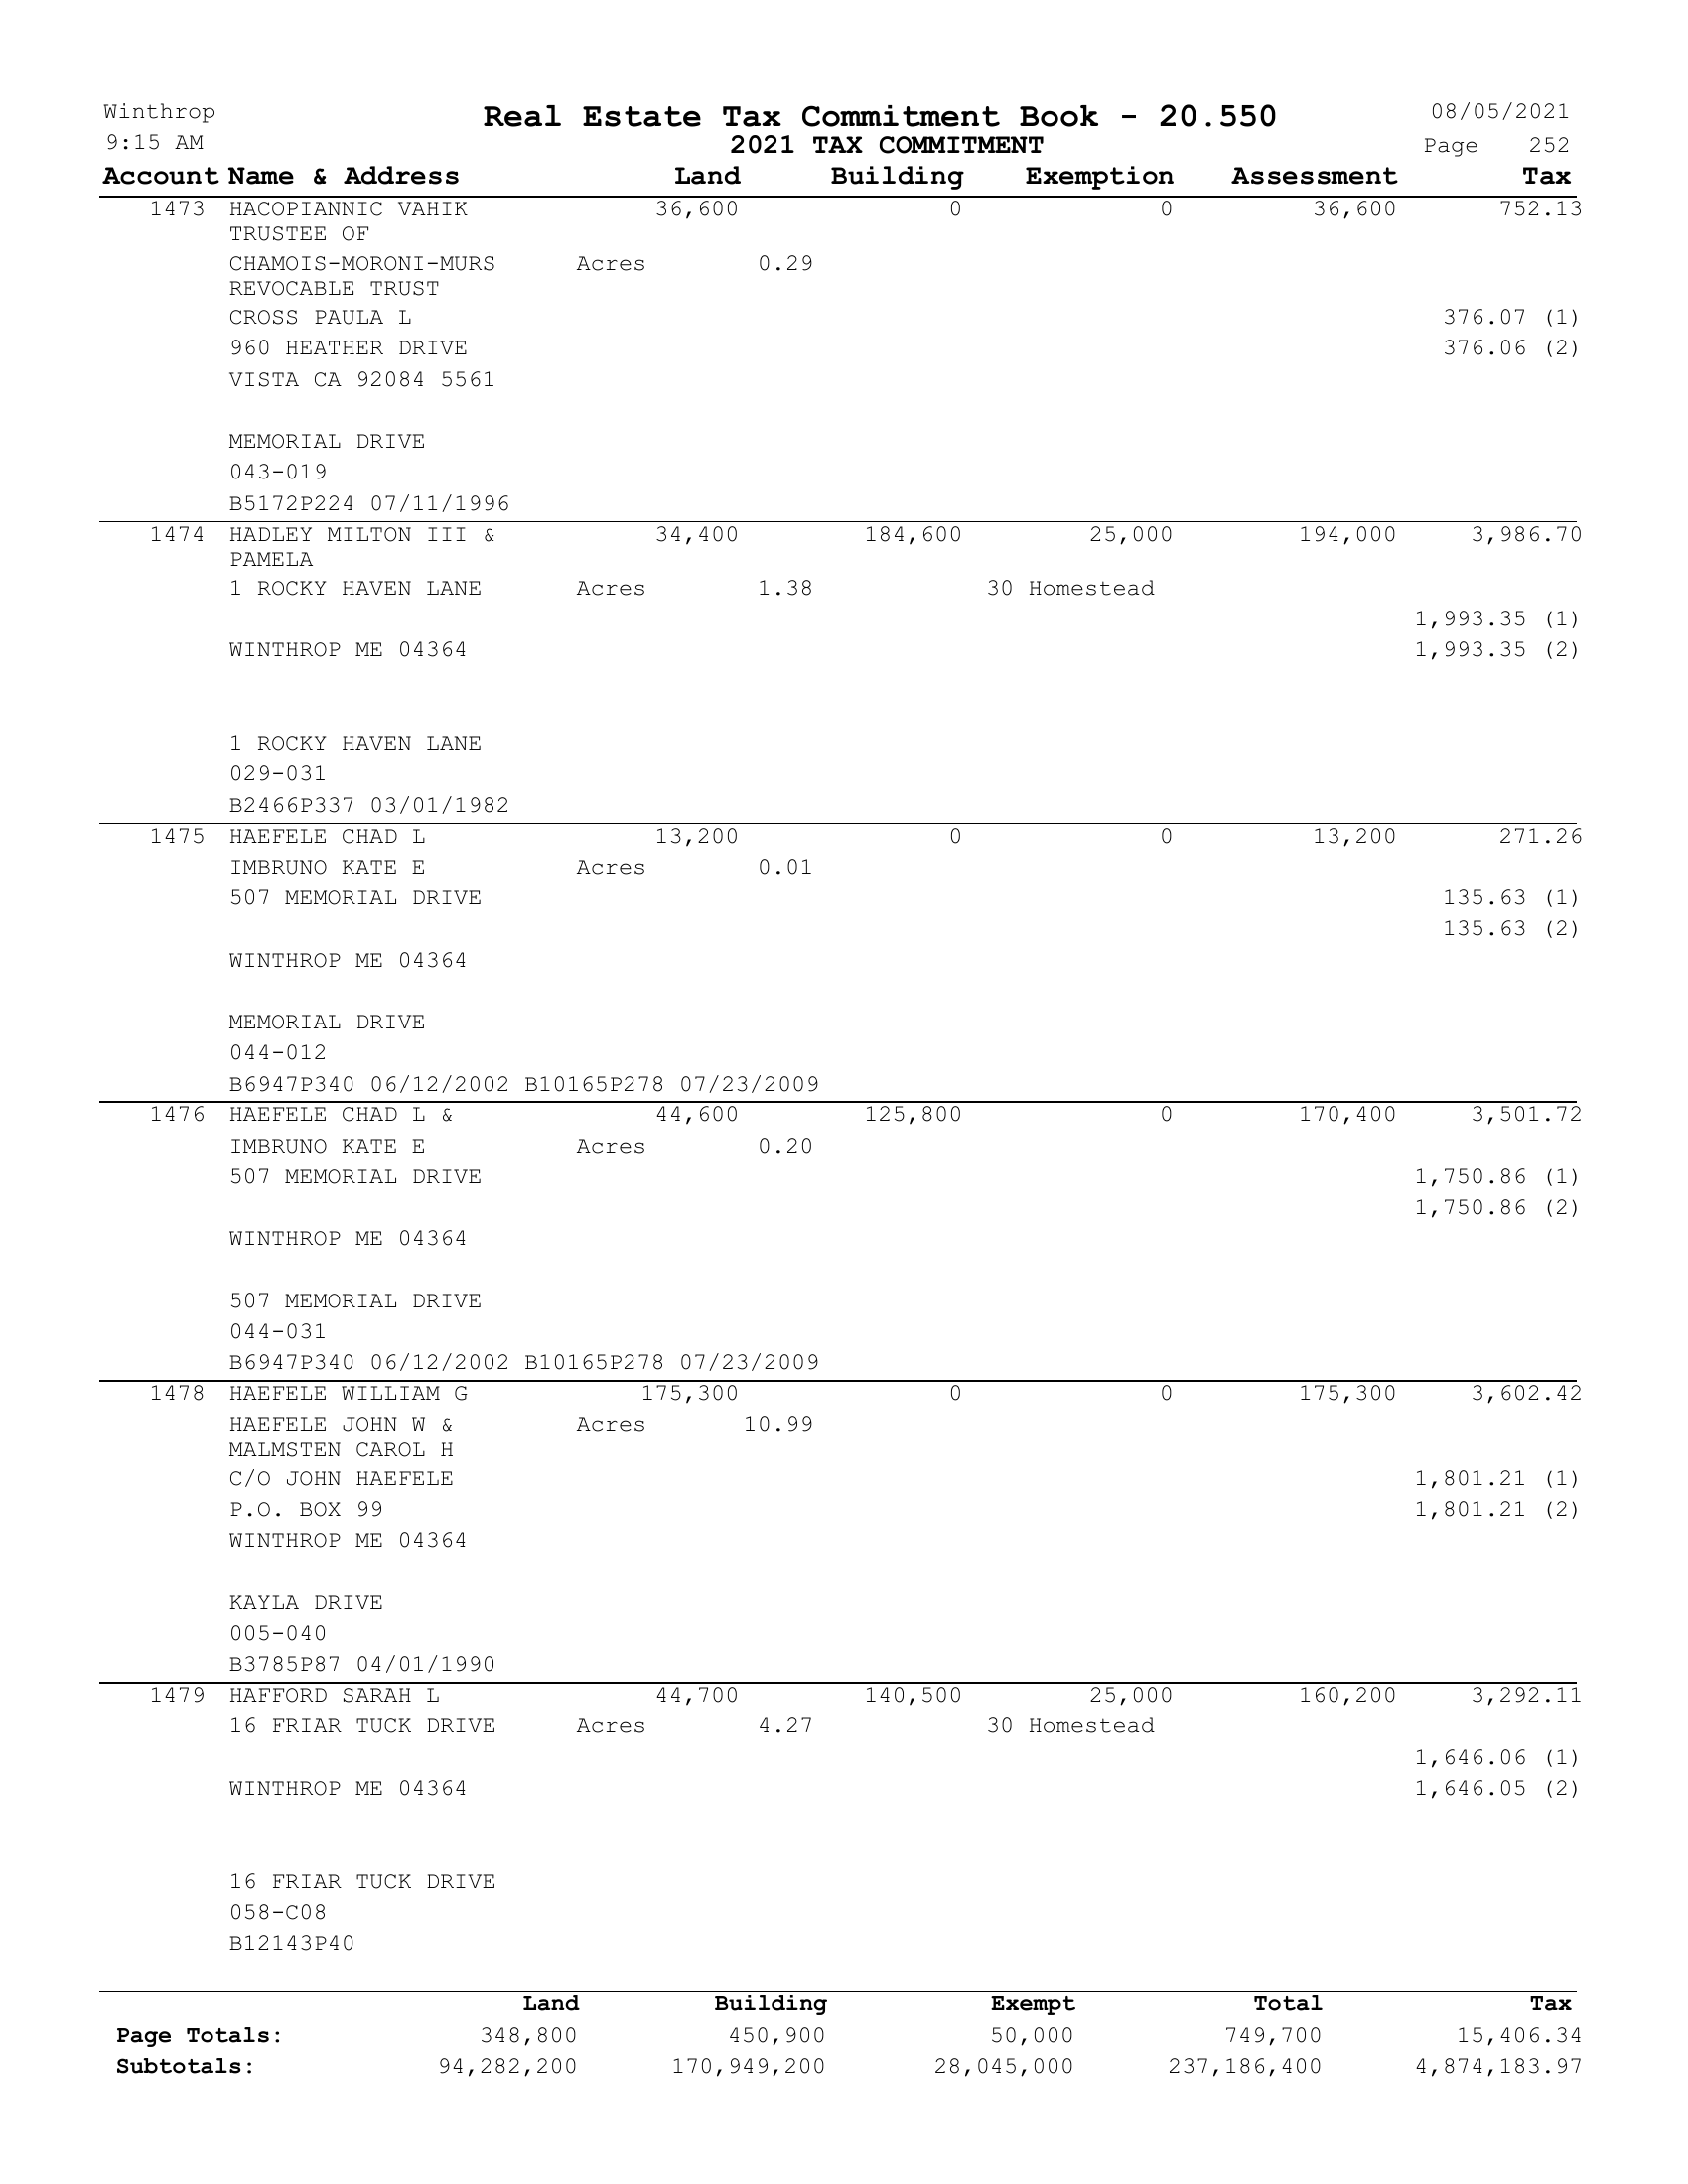 Winthrop Real Estate Tax Commitment Book - 20.550 08/05/2021
9:15 AM 2021 TAX COMMITMENT Page 252
Account Name & Address Land Building Exemption Assessment Tax
1473 HACOPIANNIC VAHIK 36,600 0 0 36,600 752.13
TRUSTEE OF
CHAMOIS-MORONI-MURS Acres 0.29
REVOCABLE TRUST
CROSS PAULA L 376.07 (1)
960 HEATHER DRIVE 376.06 (2)
VISTA CA 92084 5561
MEMORIAL DRIVE
043-019
B5172P224 07/11/1996
1474 HADLEY MILTON III & 34,400 184,600 25,000 194,000 3,986.70
PAMELA
1 ROCKY HAVEN LANE Acres 1.38 30 Homestead
1,993.35 (1)
WINTHROP ME 04364 1,993.35 (2)
1 ROCKY HAVEN LANE
029-031
B2466P337 03/01/1982
1475 HAEFELE CHAD L 13,200 0 0 13,200 271.26
IMBRUNO KATE E Acres 0.01
507 MEMORIAL DRIVE 135.63 (1)
135.63 (2)
WINTHROP ME 04364
MEMORIAL DRIVE
044-012
B6947P340 06/12/2002 B10165P278 07/23/2009
1476 HAEFELE CHAD L & 44,600 125,800 0 170,400 3,501.72
IMBRUNO KATE E Acres 0.20
507 MEMORIAL DRIVE 1,750.86 (1)
1,750.86 (2)
WINTHROP ME 04364
507 MEMORIAL DRIVE
044-031
B6947P340 06/12/2002 B10165P278 07/23/2009
1478 HAEFELE WILLIAM G 175,300 0 0 175,300 3,602.42
HAEFELE JOHN W & Acres 10.99
MALMSTEN CAROL H
C/O JOHN HAEFELE 1,801.21 (1)
P.O. BOX 99 1,801.21 (2)
WINTHROP ME 04364
KAYLA DRIVE
005-040
B3785P87 04/01/1990
1479 HAFFORD SARAH L 44,700 140,500 25,000 160,200 3,292.11
16 FRIAR TUCK DRIVE Acres 4.27 30 Homestead
1,646.06 (1)
WINTHROP ME 04364 1,646.05 (2)
16 FRIAR TUCK DRIVE
058-C08
B12143P40
Land Building Exempt Total Tax
Page Totals: 348,800 450,900 50,000 749,700 15,406.34
Subtotals: 94,282,200 170,949,200 28,045,000 237,186,400 4,874,183.97